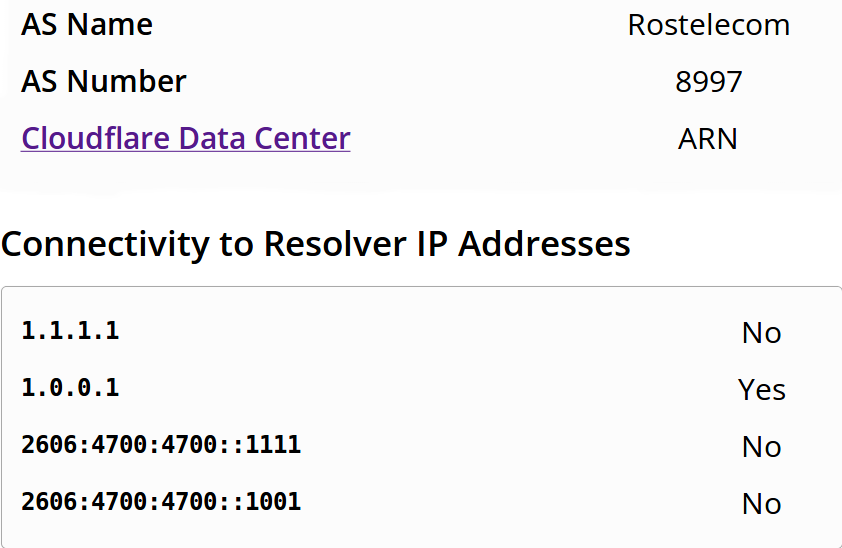 AS Name Rostelecom
AS Number 8997
Cloudflare Data Center ARN
Connectivity to Resolver IP Addresses
1.1.1.1 No
1.0.0.1 Yes
2606:4700:4700::1111 No
2606:4700:4700::1001 No